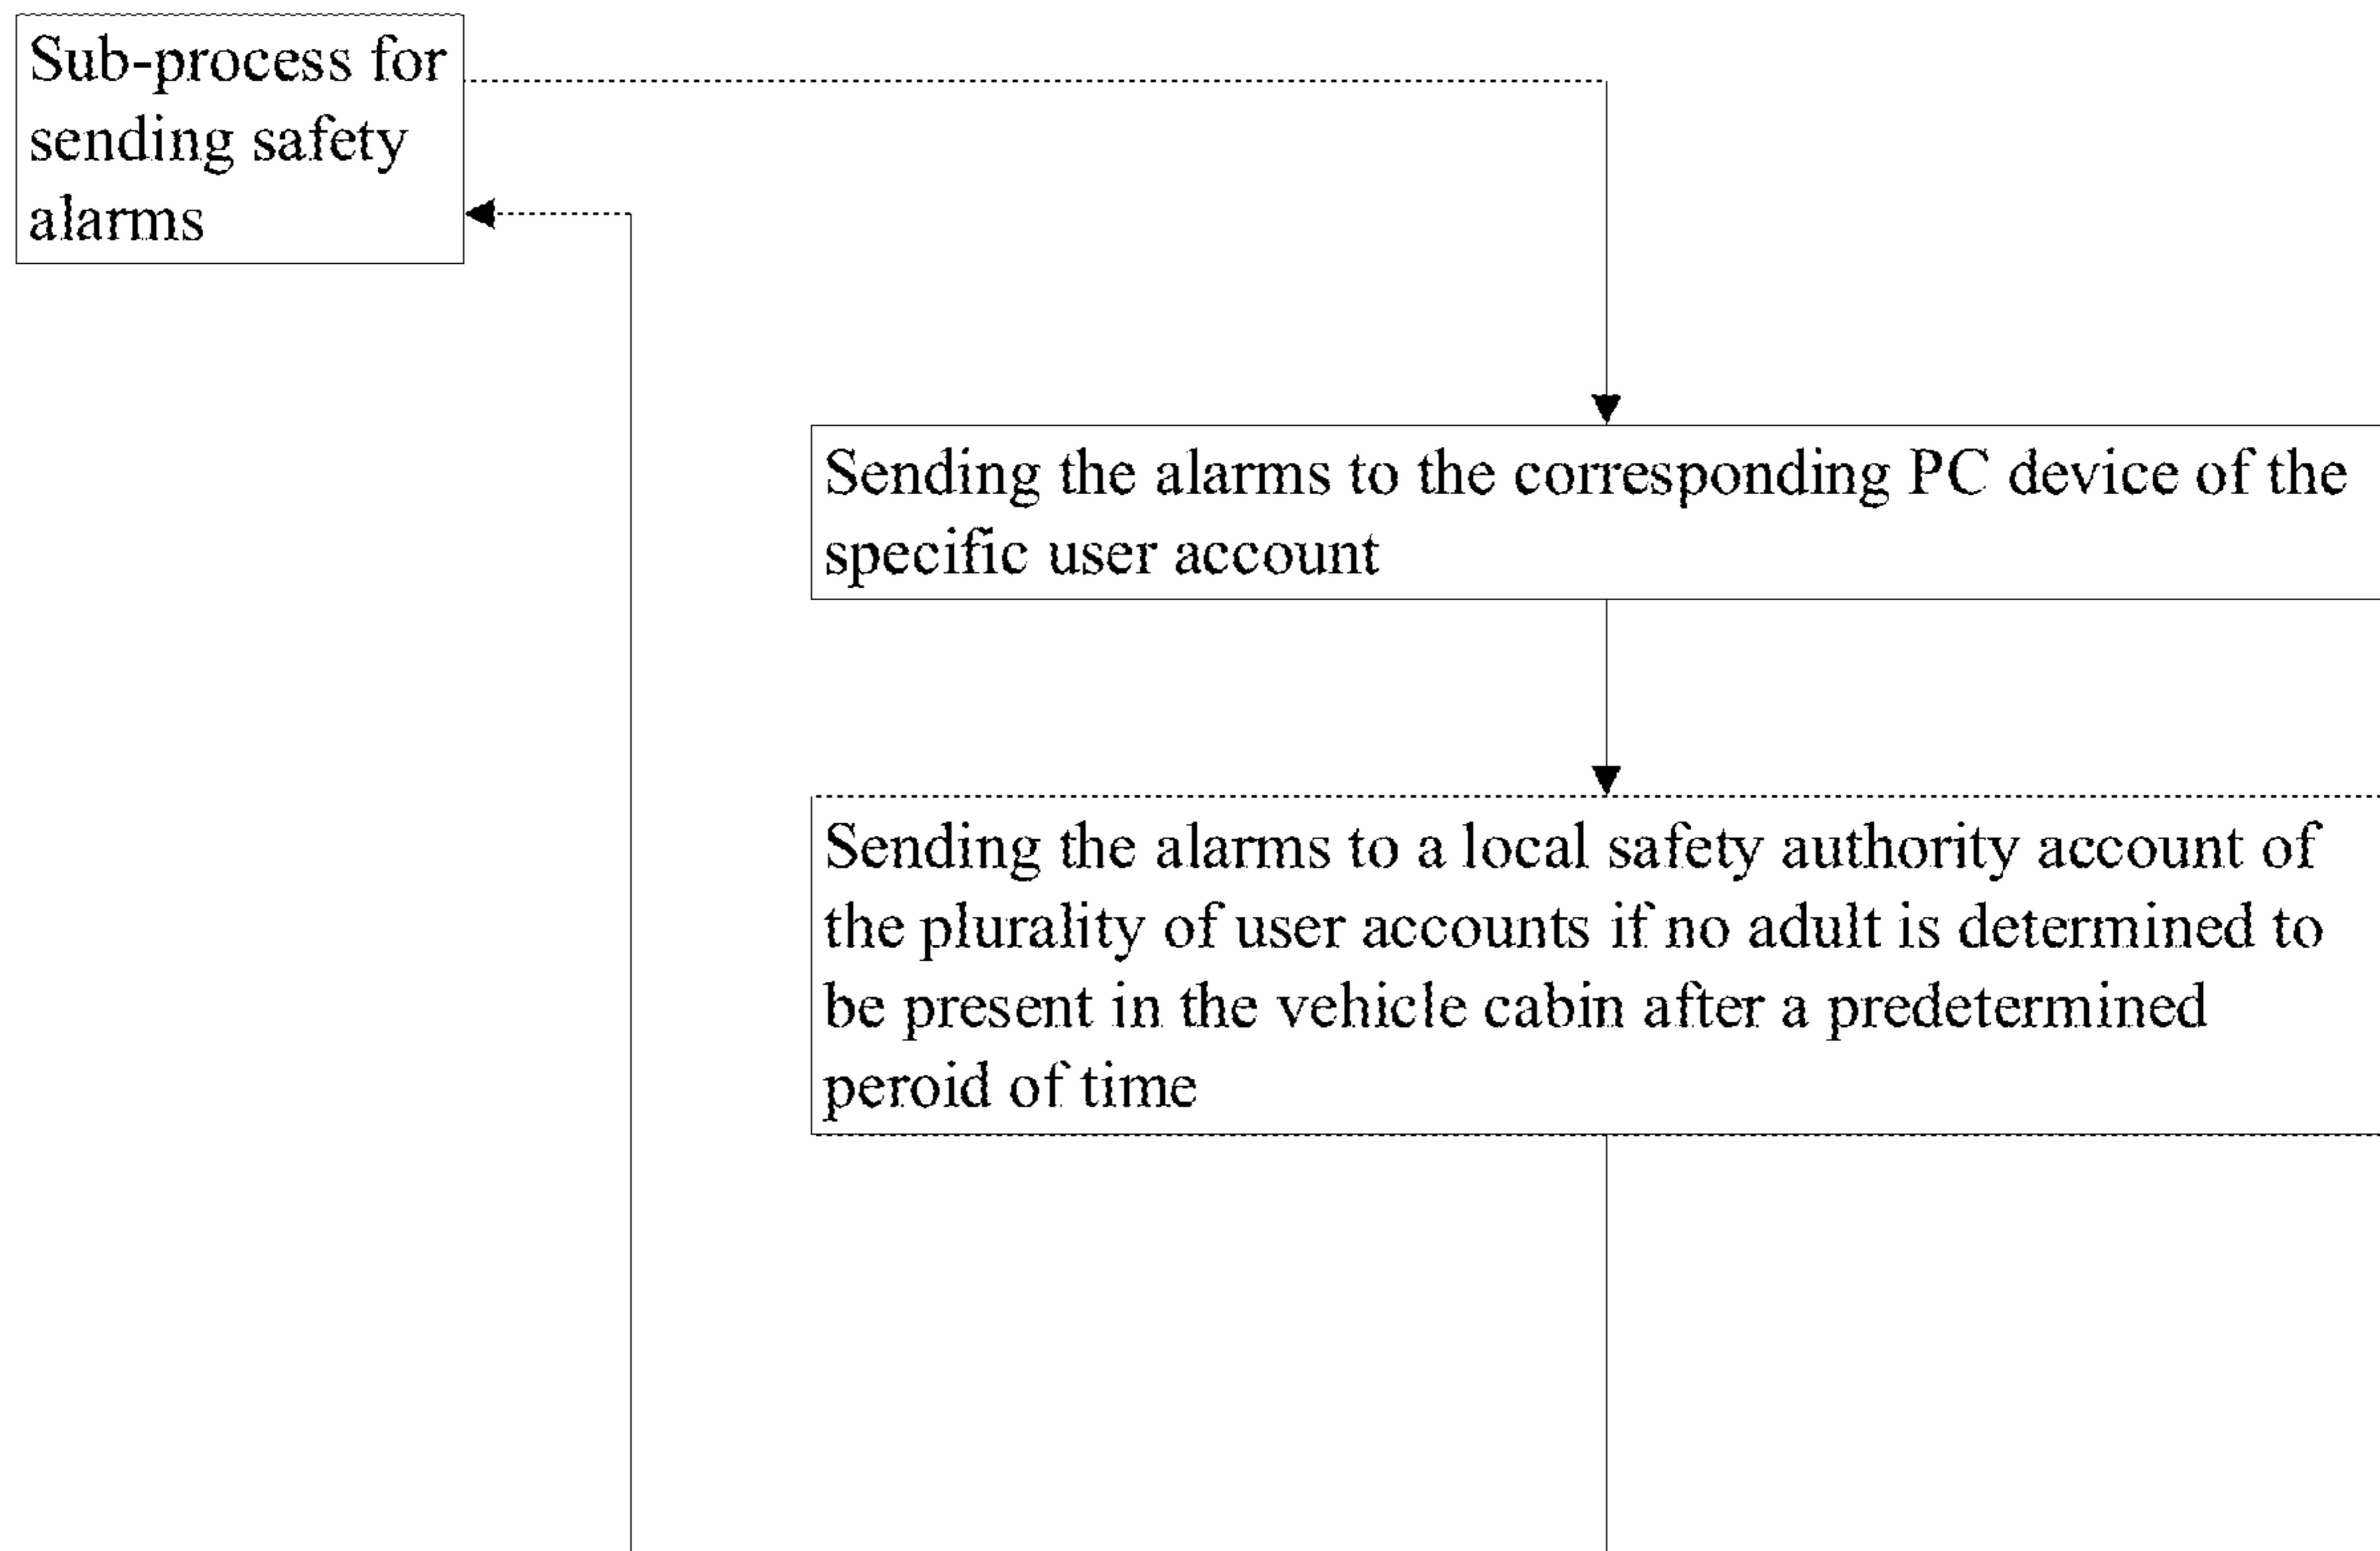 Sub-process for
sending safety
alarms
Sending the alarms to the corresponding PC device of the
specific user account
Sending the alarms to a local safety authority account of
the plurality of user accounts if no adult is determined to
be present in the vehicle cabin after a predetermined
peroid of time